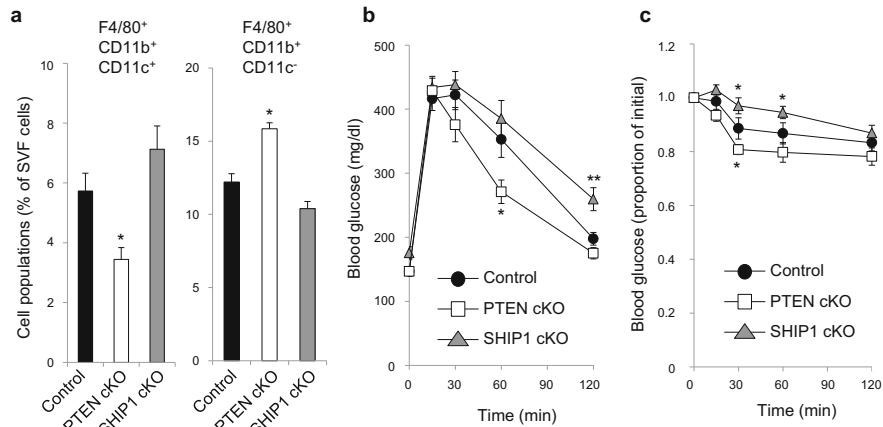 a
F4/80+
CD11b+
CD11c+
F4/80+
CD11b+
CD11c-
Cell populations (% of SVF cells)
10
8
6
4
2
0
*
Control
PTEN cKO
SHIP1 cKO
20
15
10
5
0
*
Control
PTEN cKO
SHIP1 cKO
b
Blood glucose (mg/dl)
500
400
300
200
100
0
*
**
Control
PTEN cKO
SHIP1 cKO
0
30
60
90
120
Time (min)
c
Blood glucose (proportion of initial)
1.2
1.0
0.8
0.6
0.4
0.2
0
*
*
*
Control
PTEN cKO
SHIP1 cKO
0
30
60
90
120
Time (min)